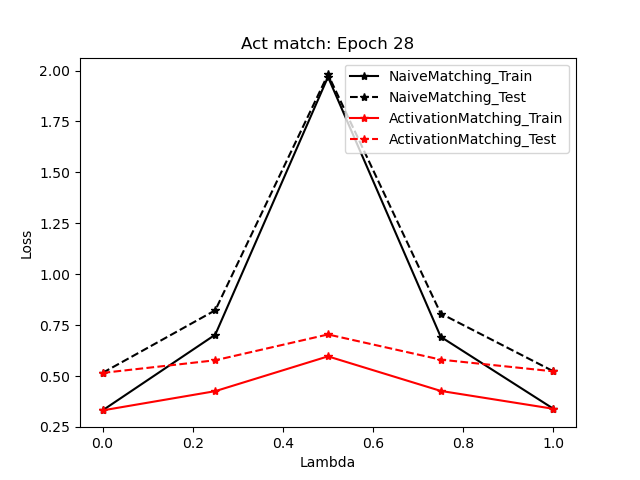 Act match: Epoch 28
NaiveMatching_Train
NaiveMatching_Test
ActivationMatching_Train
ActivationMatching_Test
2.00
1.75
1.50
1.25
1.00
0.75
0.50
0.25
Loss
0.0 0.2 0.4 0.6 0.8 1.0
Lambda